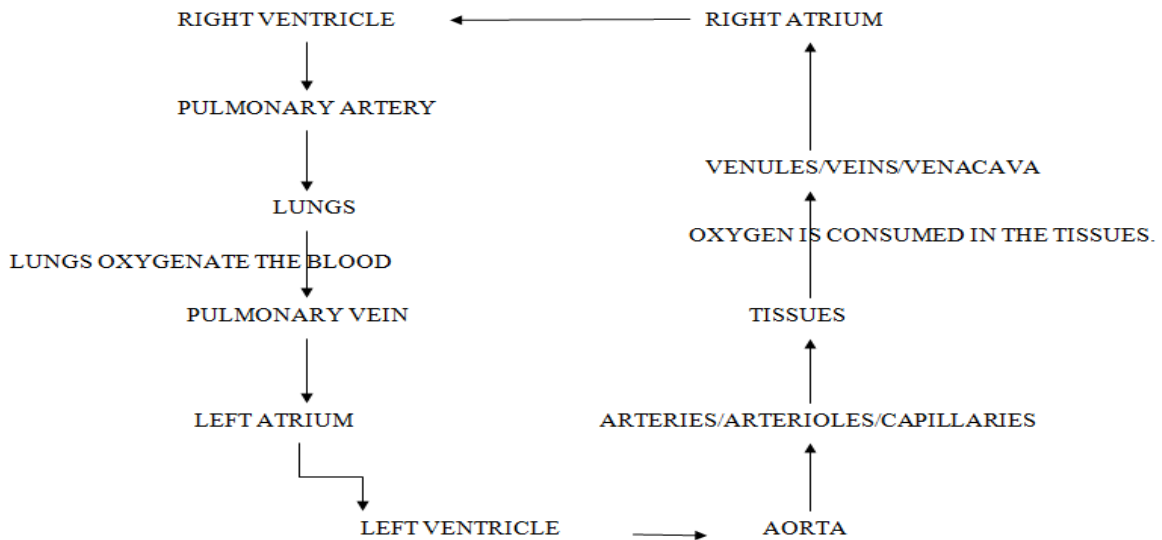 RIGHT VENTRICLE
RIGHT ATRIUM
PULMONARY ARTERY
VENULES/VEINS/VENACAVA
LUNGS
OXYGEN IS CONSUMED IN THE TISSUES.
LUNGS OXYGENATE THE BLOOD
PULMONARY VEIN
TISSUES
LEFT ATRIUM
ARTERIES/ARTERIOLES/CAPILLARIES
LEFT VENTRICLE
AORTA